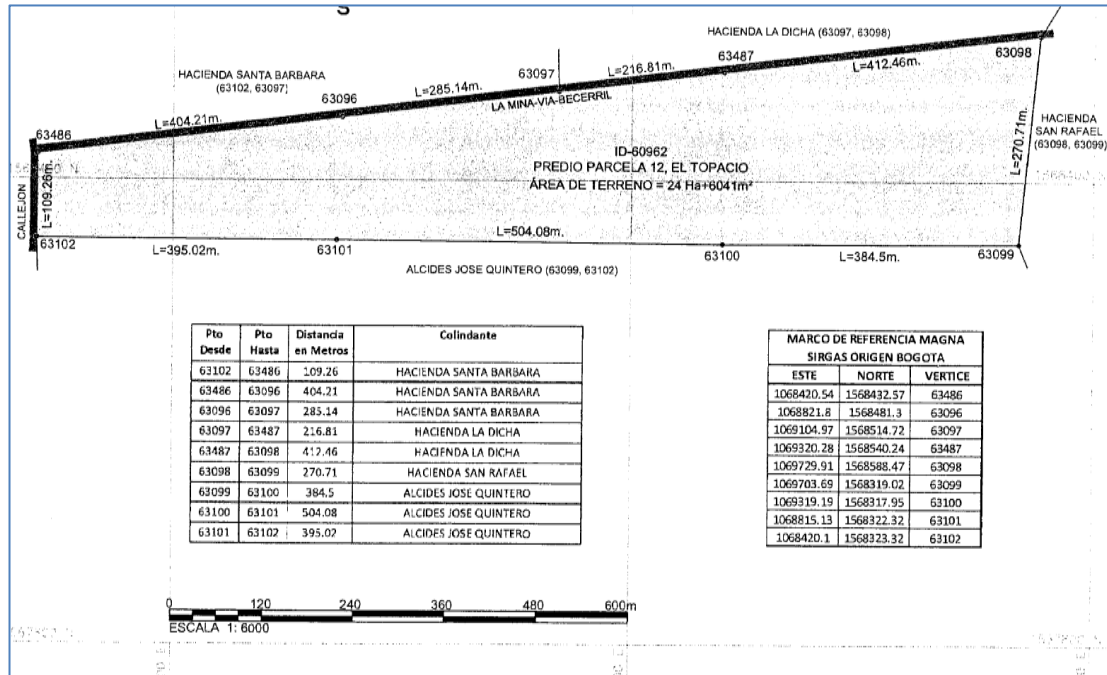 S
HACIENDA LA DICHA (63097, 63098)
63098
63487
L=412.46m.
L=216.81m.
63097
HACIENDA SANTA BARBARA
(63102, 63097)
L=285.14m.
LA MINA-VIA-BECERRIL
63096
L=404.21m.
63486
HACIENDA
SAN RAFAEL
(63098, 63099)
L=270.71m.
ID-60962
PREDIO PARCELA 12, EL TOPACIO
ÁREA DE TERRENO = 24 Ha+6041m²
CALLEJON
L=109.26m.
63102
L=395.02m.
63101
L=504.08m.
63100
L=384.5m.
63099
ALCIDES JOSE QUINTERO (63099, 63102)
Pto Desde Pto Hasta Distancia en Metros Colindante
63102 63486 109.26 HACIENDA SANTA BARBARA
63486 63096 404.21 HACIENDA SANTA BARBARA
63096 63097 285.14 HACIENDA SANTA BARBARA
63097 63487 216.81 HACIENDA LA DICHA
63487 63098 412.46 HACIENDA LA DICHA
63098 63099 270.71 HACIENDA SAN RAFAEL
63099 63100 384.5 ALCIDES JOSE QUINTERO
63100 63101 504.08 ALCIDES JOSE QUINTERO
63101 63102 395.02 ALCIDES JOSE QUINTERO
MARCO DE REFERENCIA MAGNA
SIRGAS ORIGEN BOGOTA
ESTE NORTE VERTICE
1068420.54 1568432.57 63486
1068821.8 1568481.3 63096
1069104.97 1568514.72 63097
1069320.28 1568540.24 63487
1069729.91 1568588.47 63098
1069703.69 1568319.02 63099
1069319.19 1568317.95 63100
1068815.13 1568322.32 63101
1068420.1 1568323.32 63102
0 120 240 360 480 600m
ESCALA 1: 6000